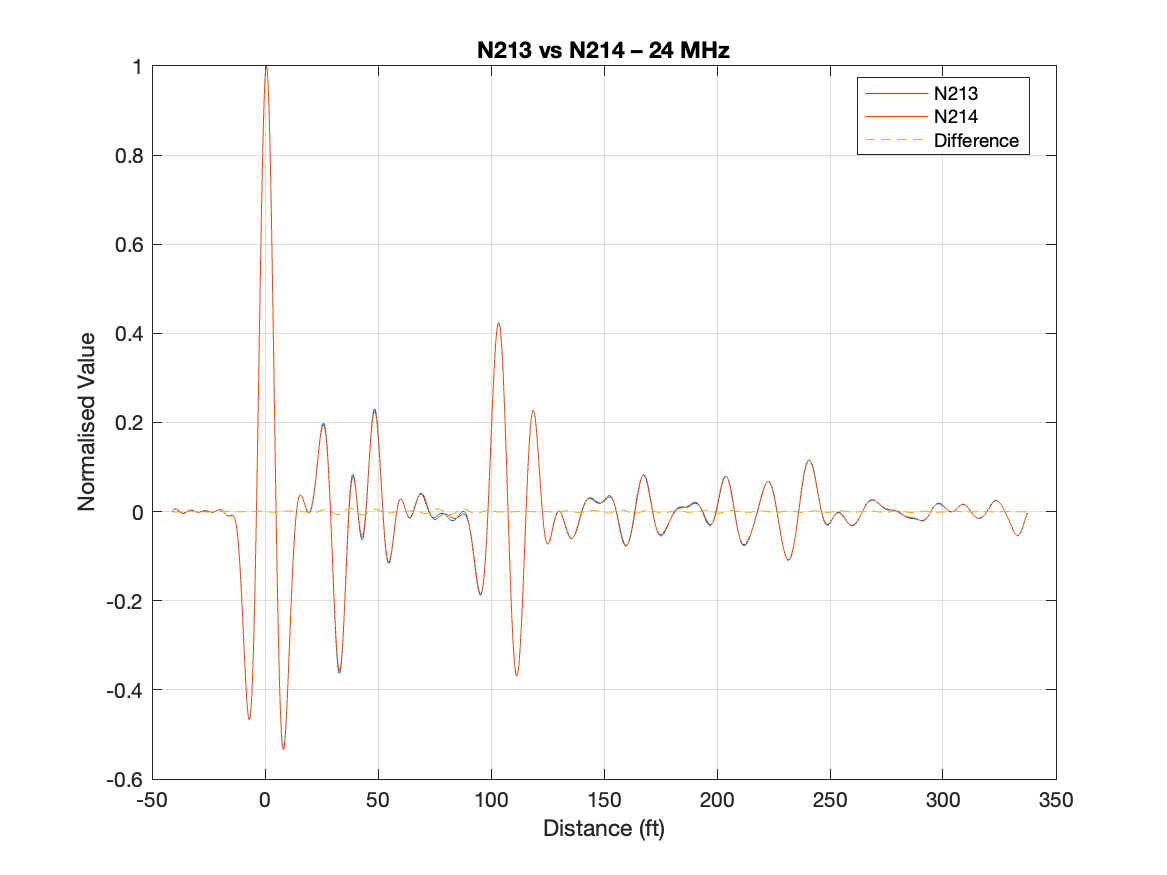 N213 vs N214 – 24 MHz
N213
N214
Difference
1
0.8
0.6
0.4
0.2
0
-0.2
-0.4
-0.6
Normalised Value
-50 0 50 100 150 200 250 300 350
Distance (ft)